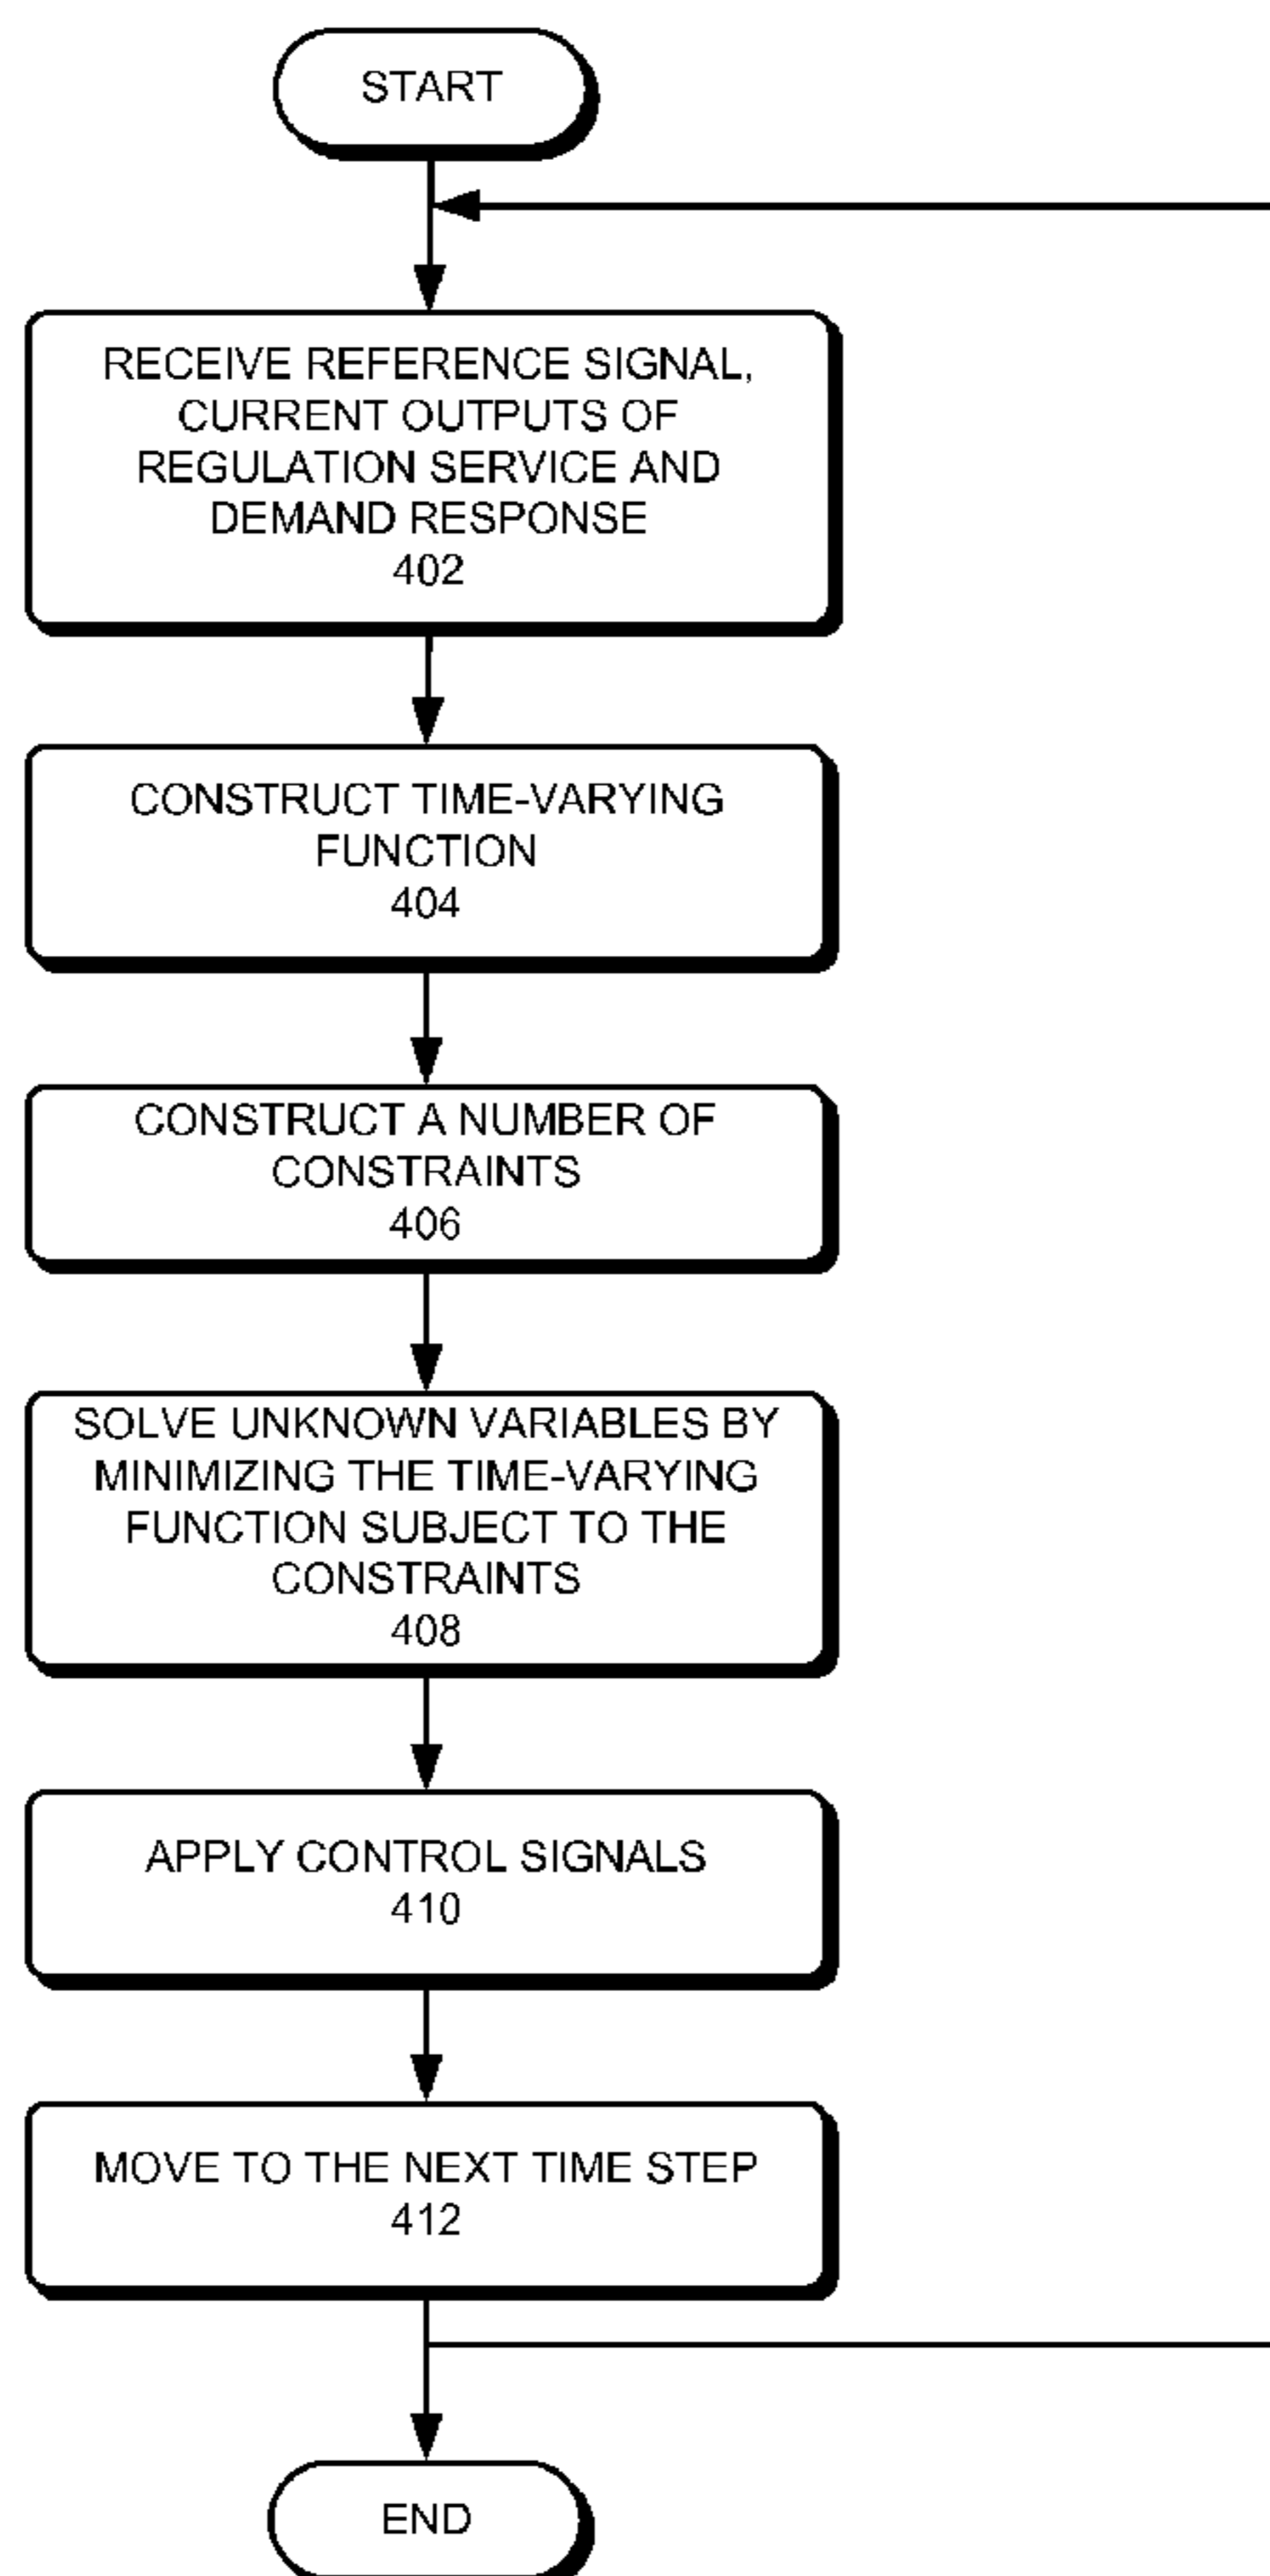 START
RECEIVE REFERENCE SIGNAL,
CURRENT OUTPUTS OF
REGULATION SERVICE AND
DEMAND RESPONSE
402
CONSTRUCT TIME-VARYING
FUNCTION
404
CONSTRUCT A NUMBER OF
CONSTRAINTS
406
SOLVE UNKNOWN VARIABLES BY
MINIMIZING THE TIME-VARYING
FUNCTION SUBJECT TO THE
CONSTRAINTS
408
APPLY CONTROL SIGNALS
410
MOVE TO THE NEXT TIME STEP
412
END